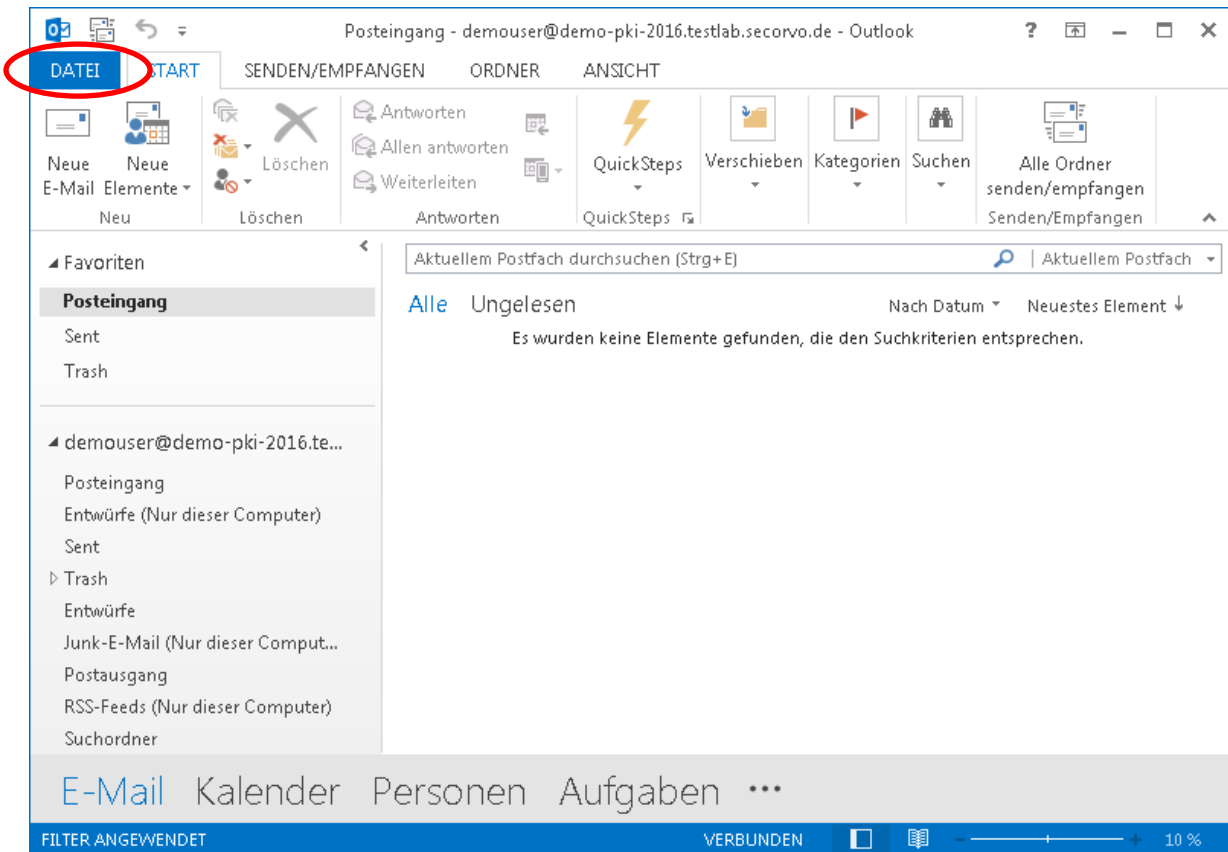 Posteingang - demouser@demo-pki-2016.testlab.secorvo.de - Outlook
DATEI START SENDEN/EMPFANGEN ORDNER ANSICHT
Neue E-Mail
Neue Elemente
Neu
Löschen
Löschen
Antworten
Allen antworten
Weiterleiten
Antworten
QuickSteps
QuickSteps
Verschieben
Kategorien
Suchen
Alle Ordner
senden/empfangen
Senden/Empfangen
Favoriten
Posteingang
Sent
Trash
demouser@demo-pki-2016.te...
Posteingang
Entwürfe (Nur dieser Computer)
Sent
Trash
Entwürfe
Junk-E-Mail (Nur dieser Comput...
Postausgang
RSS-Feeds (Nur dieser Computer)
Suchordner
Aktuellem Postfach durchsuchen (Strg+E) Aktuellem Postfach
Alle Ungelesen Nach Datum Neuestes Element
Es wurden keine Elemente gefunden, die den Suchkriterien entsprechen.
E-Mail Kalender Personen Aufgaben ...
FILTER ANGEWENDET VERBUNDEN 10 %